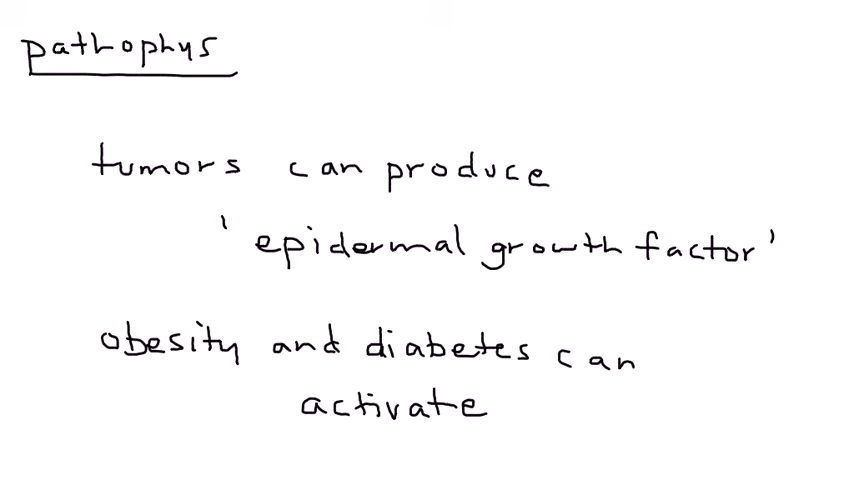 pathophys
tumors can produce
'epidermal growth factor'
obesity and diabetes can
activate